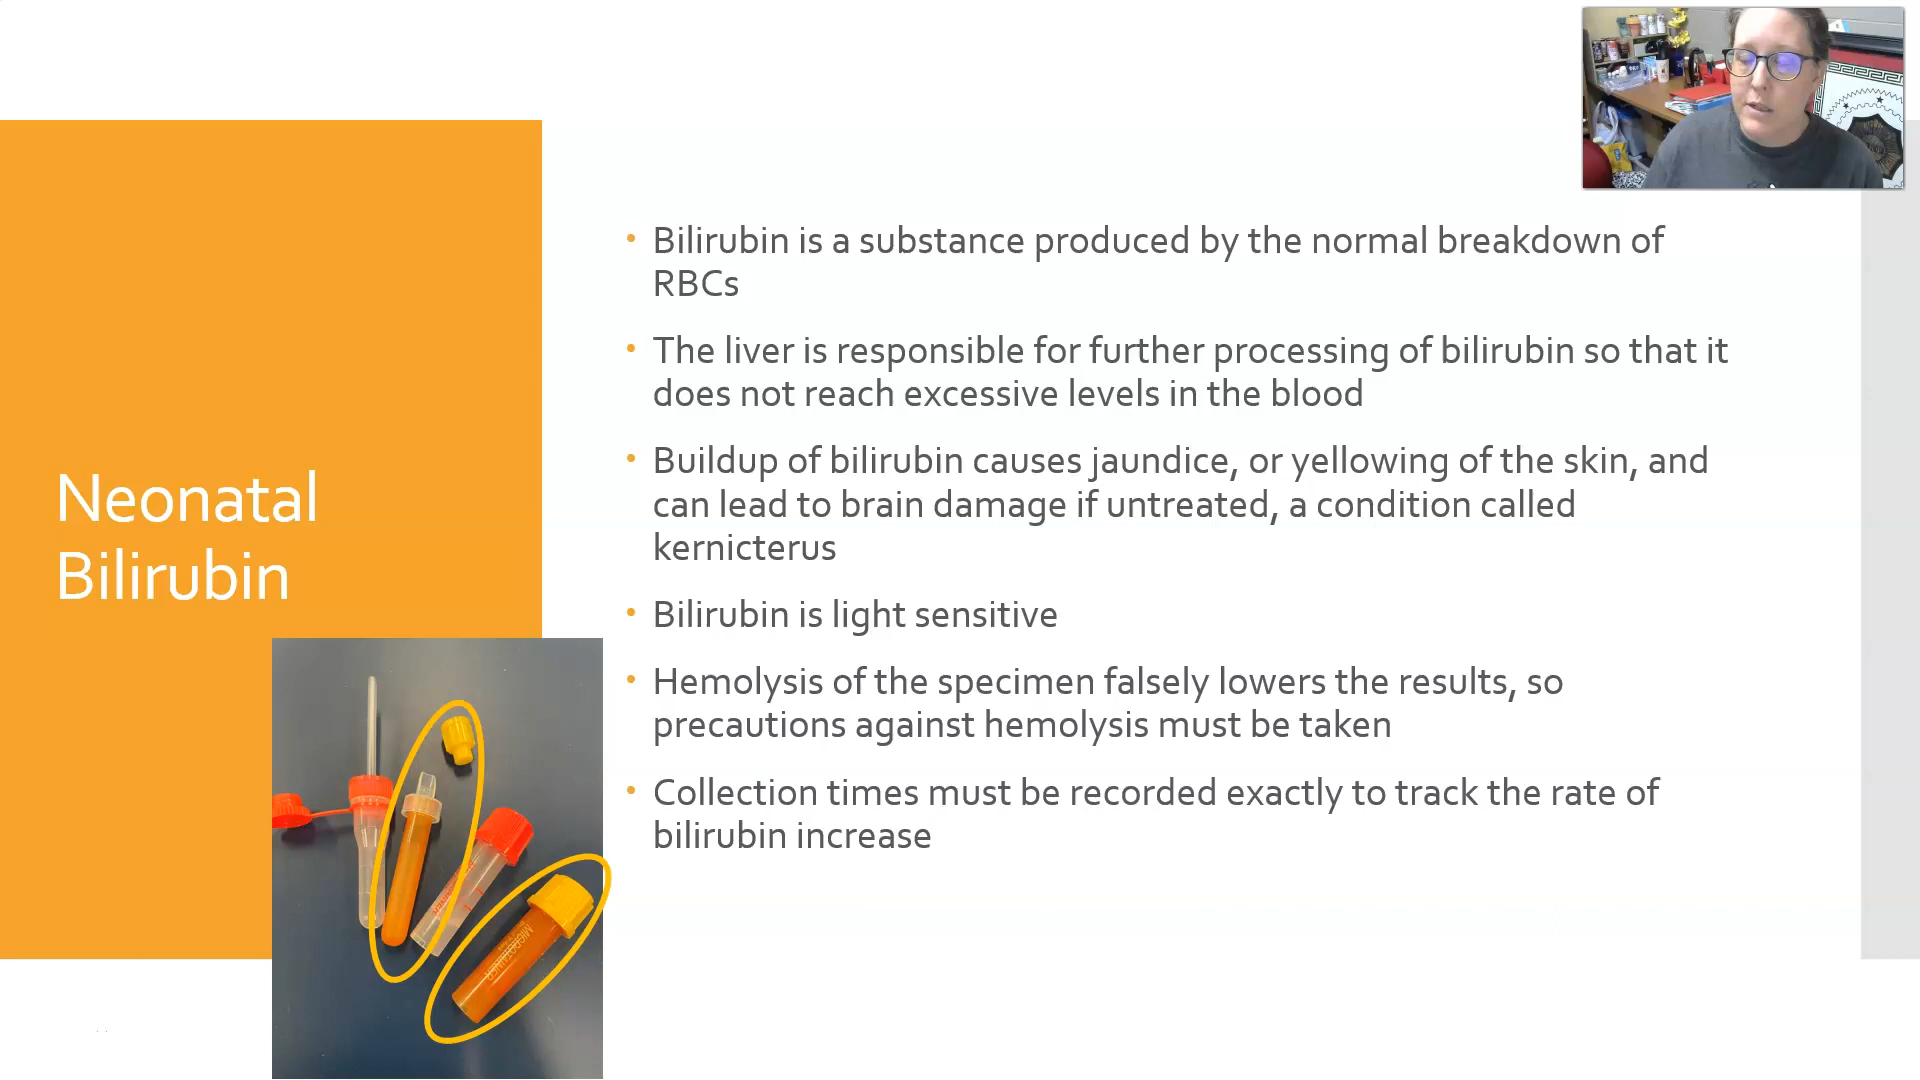 Neonatal
Bilirubin
• Bilirubin is a substance produced by the normal breakdown of
RBCs
• The liver is responsible for further processing of bilirubin so that it
does not reach excessive levels in the blood
• Buildup of bilirubin causes jaundice, or yellowing of the skin, and
can lead to brain damage if untreated, a condition called
kernicterus
• Bilirubin is light sensitive
• Hemolysis of the specimen falsely lowers the results, so
precautions against hemolysis must be taken
• Collection times must be recorded exactly to track the rate of
bilirubin increase
MICROTAINER